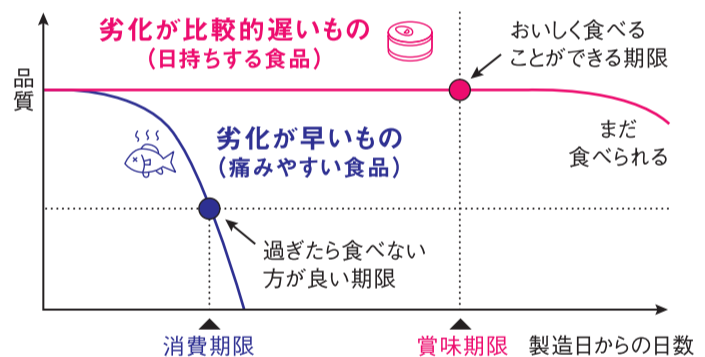 劣化が比較的遅いもの
（日持ちする食品）
おいしく食べる
ことができる期限
品質
まだ
食べられる
劣化が早いもの
（痛みやすい食品）
過ぎたら食べない
方が良い期限
消費期限
賞味期限
製造日からの日数